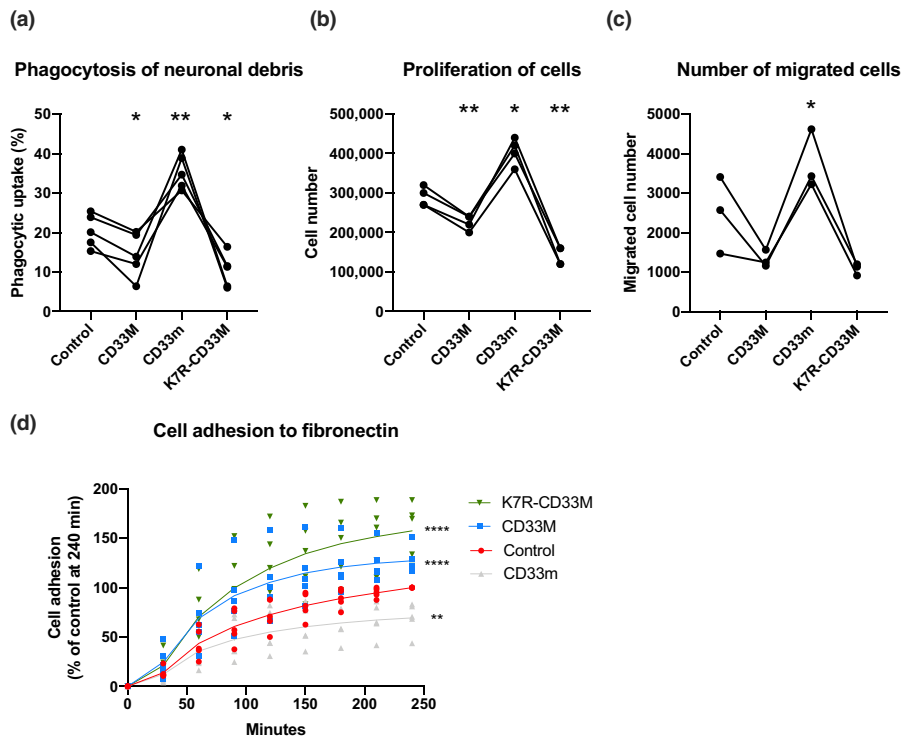 (a)
Phagocytosis of neuronal debris
* ** *
Phagocytic uptake (%)
50
40
30
20
10
0
Control
CD33M
CD33m
K7R-CD33M
(b)
Proliferation of cells
** * **
Cell number
500,000
400,000
300,000
200,000
100,000
0
Control
CD33M
CD33m
K7R-CD33M
(c)
Number of migrated cells
*
Migrated cell number
5000
4000
3000
2000
1000
0
Control
CD33M
CD33m
K7R-CD33M
(d)
Cell adhesion to fibronectin
Cell adhesion
(% of control at 240 min)
200
150
100
50
0
0 50 100 150 200 250
Minutes
****
****
**
K7R-CD33M
CD33M
Control
CD33m